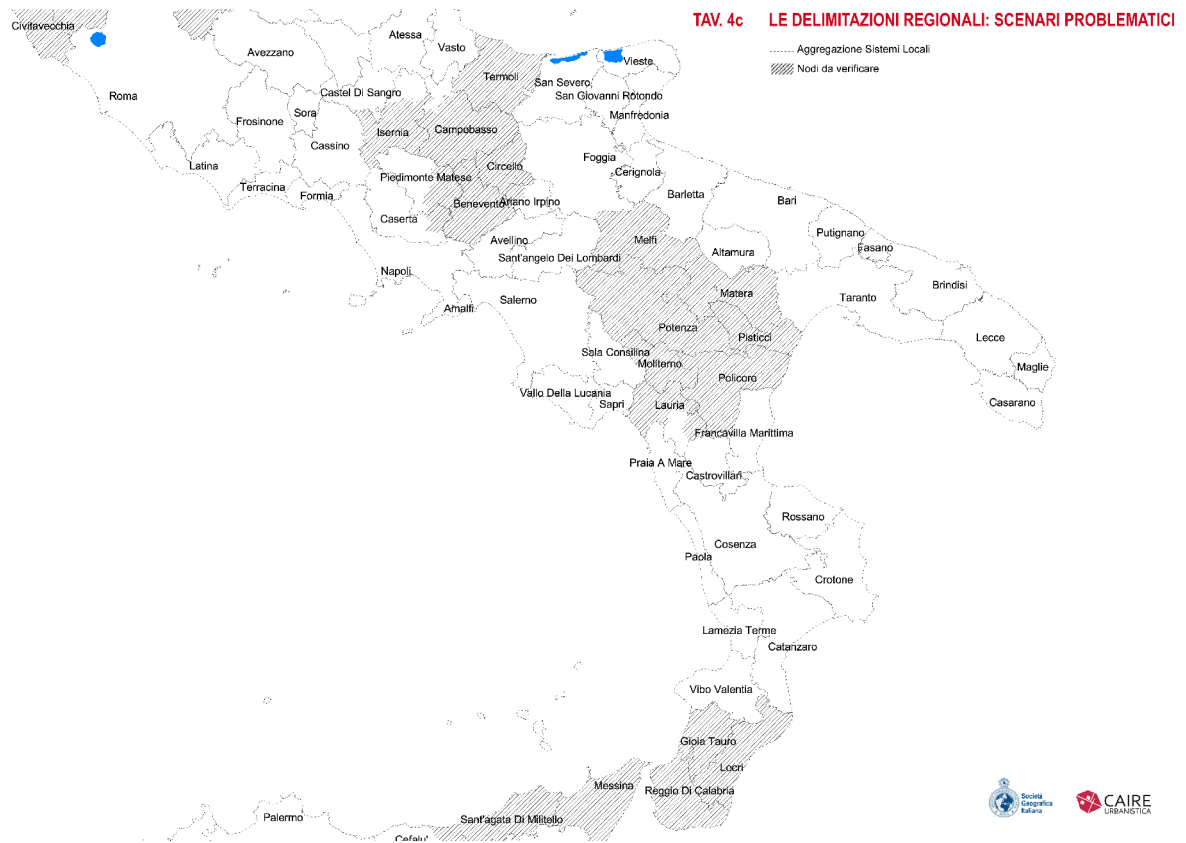 TAV. 4c LE DELIMITAZIONI REGIONALI: SCENARI PROBLEMATICI
Aggregazione Sistemi Locali
Nodi da verificare
Civitavecchia
Atessa
Avezzano
Vasto
Vieste
Termoli
San Severo
Castel Di Sangro
Roma
San Giovanni Rotondo
Sora
Manfredonia
Frosinone
Isernia
Campobasso
Cassino
Foggia
Latina
Circello
Cerignola
Piedimonte Matese
Terracina
Formia
Barletta
Bari
Benevento
Ariano Irpino
Caserta
Putignano
Avellino
Melfi
Fasano
Altamura
Sant'angelo Dei Lombardi
Napoli
Brindisi
Matera
Taranto
Salerno
Amalfi
Potenza
Pisticci
Lecce
Sala Consilina
Moliterno
Maglie
Policoro
Vallo Della Lucania
Sapri
Lauria
Casarano
Francavilla Marittima
Praia A Mare
Castrovillari
Rossano
Cosenza
Paola
Crotone
Lamezia Terme
Catanzaro
Vibo Valentia
Gioia Tauro
Locri
Messina
Reggio Di Calabria
Società
Geografica
Italiana
CAIRE
URBANISTICA
Palermo
Sant'agata Di Militello
Cefalu'